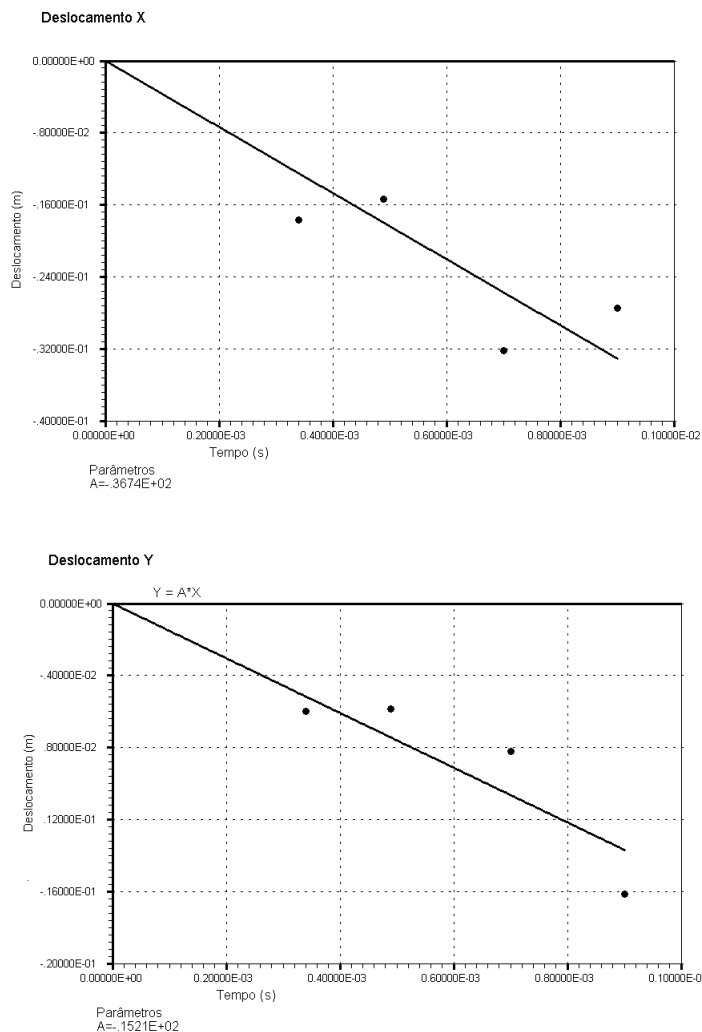 Deslocamento X
0.00000E+00
-.80000E-02
-.16000E-01
-.24000E-01
-.32000E-01
-.40000E-01
Deslocamento (m)
0.00000E+00 0.20000E-03 0.40000E-03 0.60000E-03 0.80000E-03 0.10000E-02
Tempo (s)
Parâmetros
A=-.3674E+02
Deslocamento Y
Y = A*X
0.00000E+00
-.40000E-02
.80000E-02
.12000E-01
-.16000E-01
-.20000E-01
Deslocamento (m)
0.00000E+00 0.20000E-03 0.40000E-03 0.60000E-03 0.80000E-03 0.10000E-0
Tempo (s)
Parâmetros
A=-.1521E+02